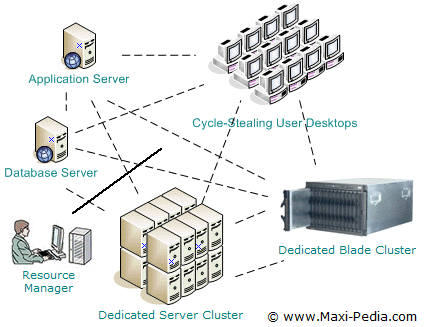 Application Server
Cycle-Stealing User Desktops
Database Server
Dedicated Blade Cluster
Resource
Manager
Dedicated Server Cluster
© www.Maxi-Pedia.com